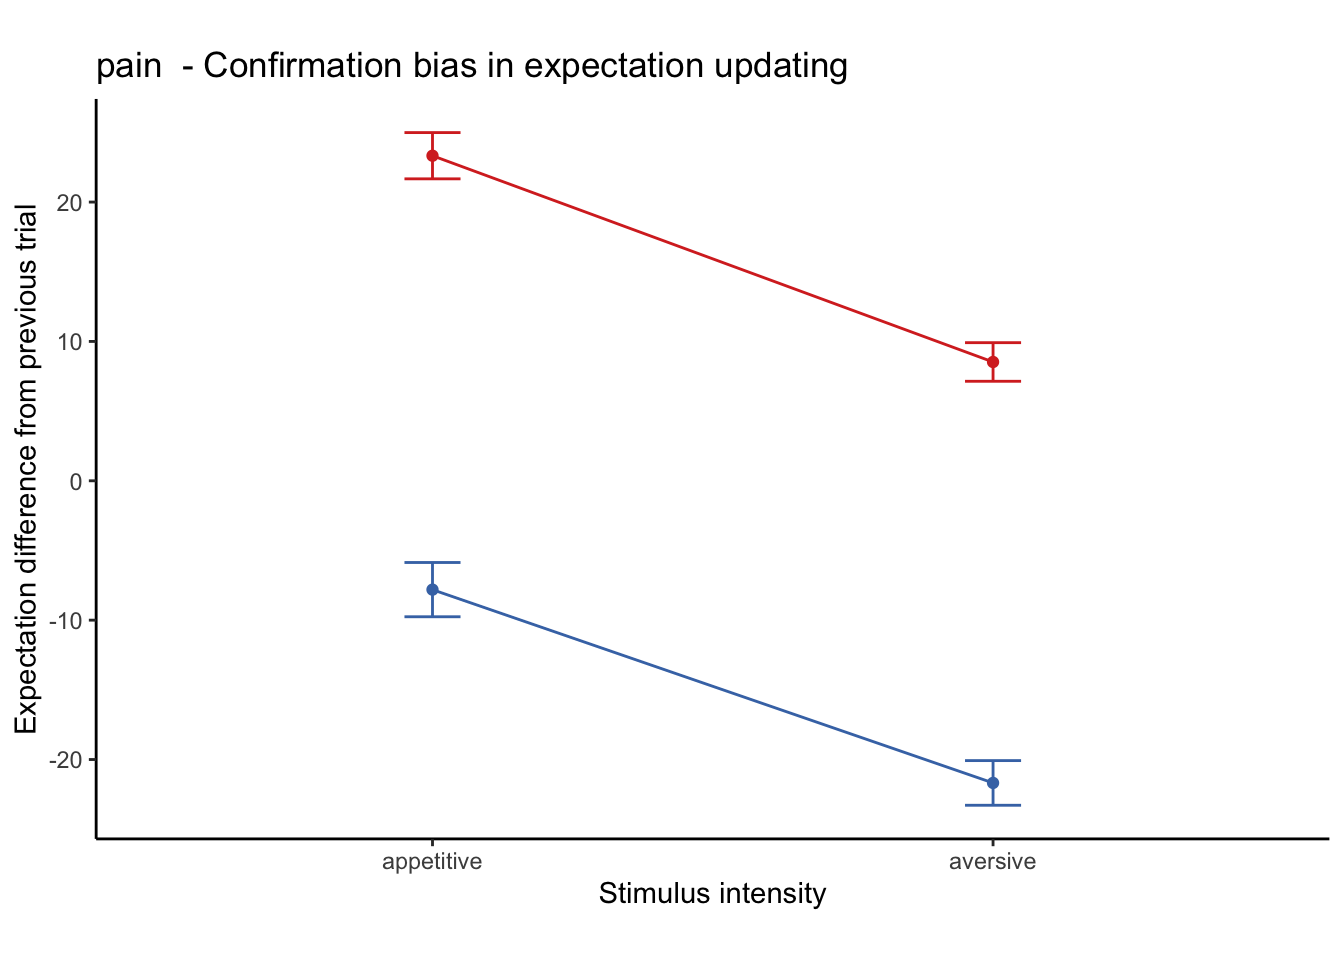 pain  - Confirmation bias in expectation updating
Expectation difference from previous trial
20
10
0
-10
-20
appetitive
aversive
Stimulus intensity